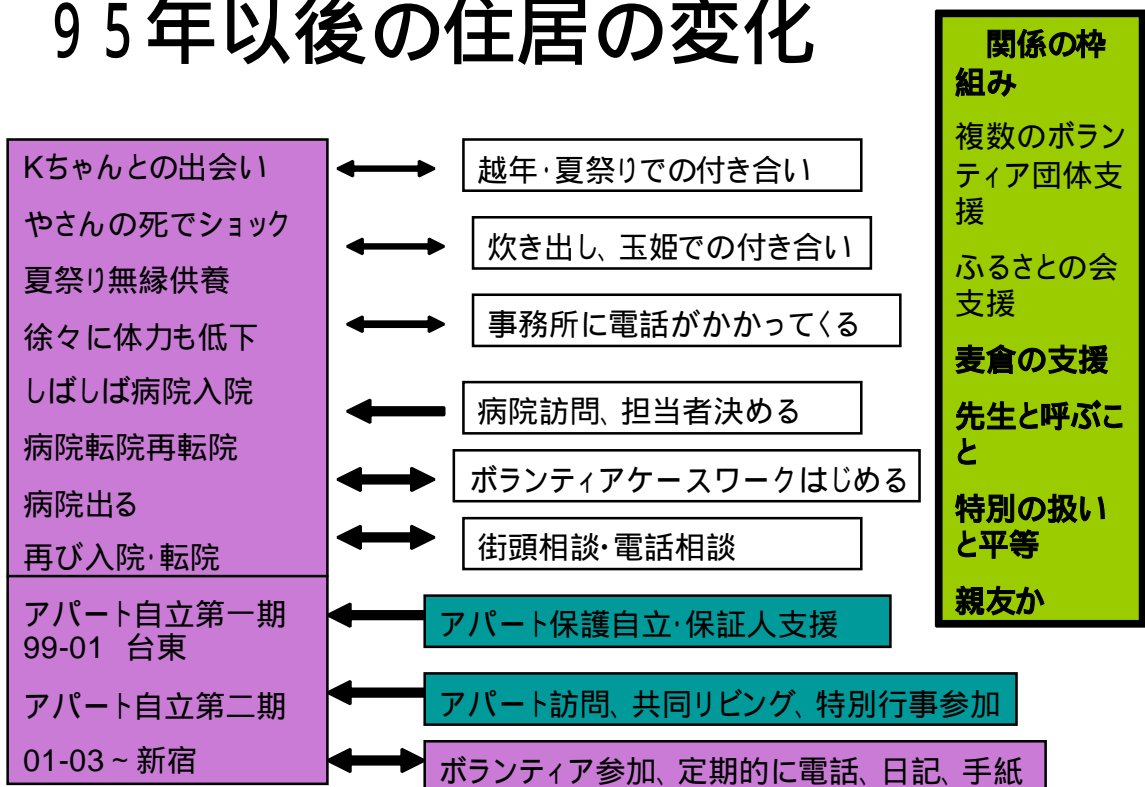 95年以後の住居の変化
Kちゃんとの出会い
やさんの死でショック
夏祭り無縁供養
徐々に体力も低下
しばしば病院入院
病院転院再転院
病院出る
再び入院・転院
アパート自立第一期
99-01 台東
アパート自立第二期
01-03~新宿
越年・夏祭りでの付き合い
炊き出し、玉姫での付き合い
事務所に電話がかかってくる
病院訪問、担当者決める
ボランティアケースワークはじめる
街頭相談・電話相談
アパート保護自立・保証人支援
アパート訪問、共同リビング、特別行事参加
ボランティア参加、定期的に電話、日記、手紙
関係の枠
組み
複数のボラン
ティア団体支
援
ふるさとの会
支援
麦倉の支援
先生と呼ぶこ
と
特別の扱い
と平等
親友か